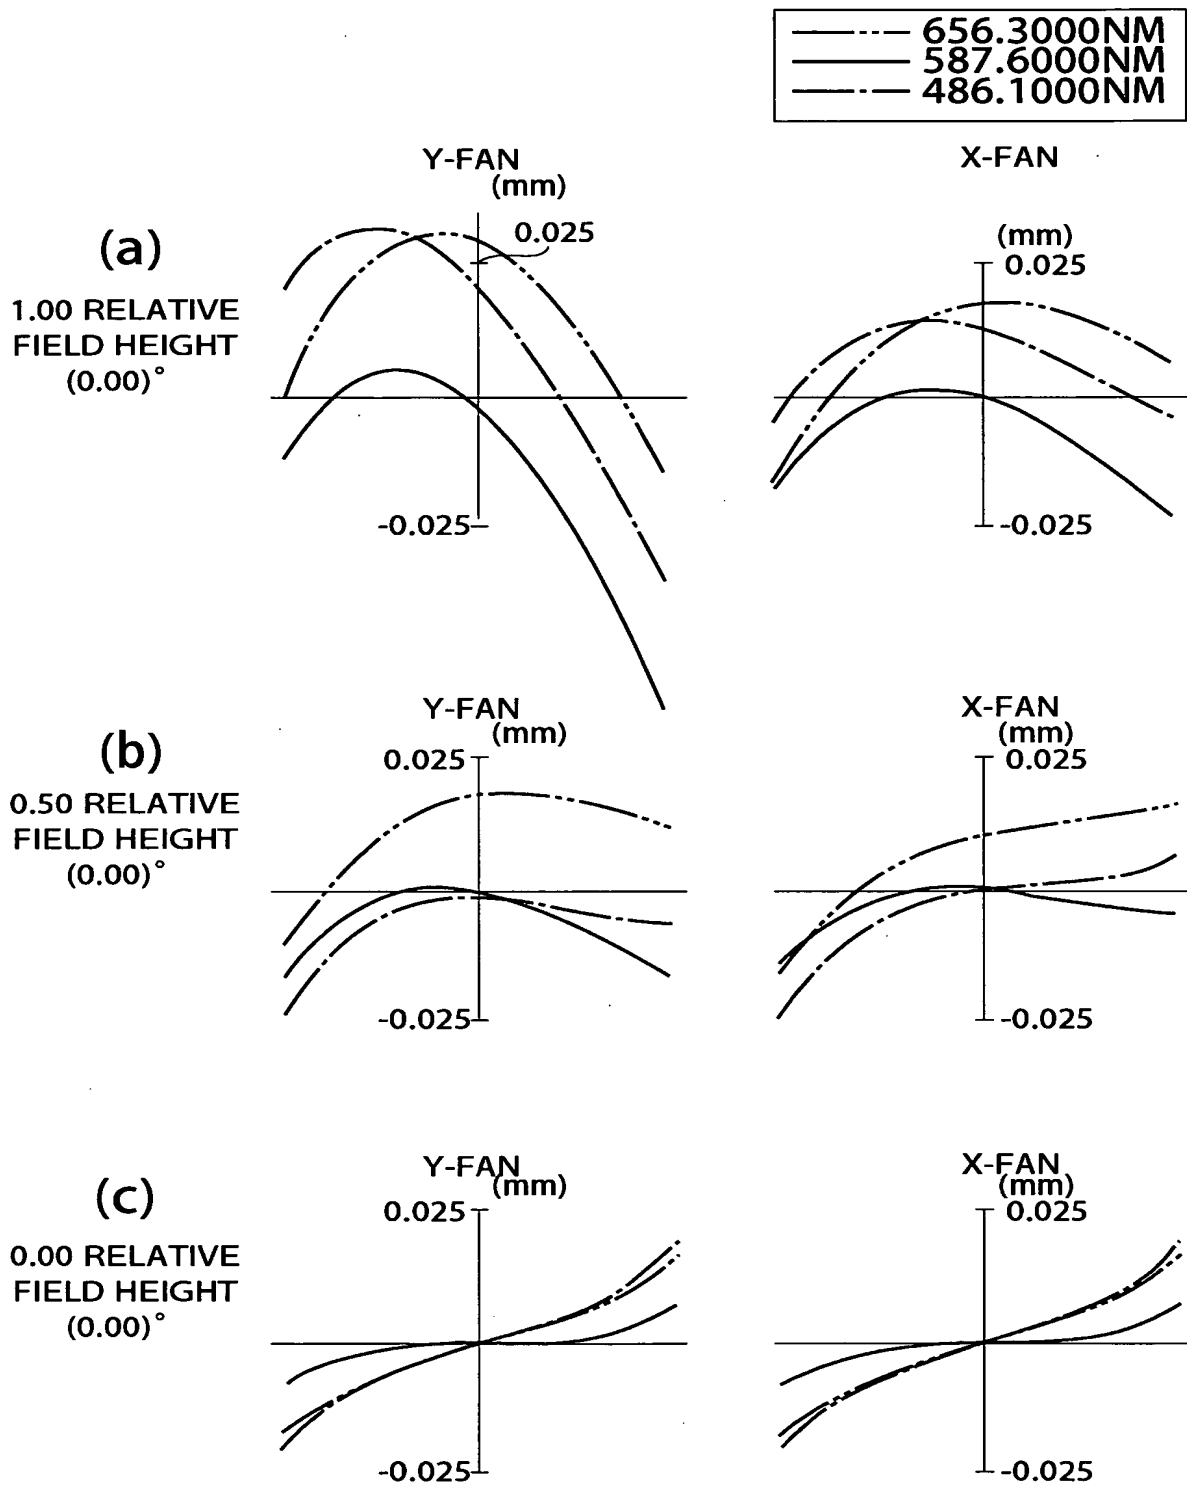 656.3000NM
587.6000NM
486.1000NM
Y-FAN
(mm)
X-FAN
(mm)
(a)
1.00 RELATIVE
FIELD HEIGHT
(0.00)°
0.025
-0.025
0.025
-0.025
Y-FAN
(mm)
X-FAN
(mm)
(b)
0.50 RELATIVE
FIELD HEIGHT
(0.00)°
0.025
-0.025
0.025
-0.025
Y-FAN
(mm)
X-FAN
(mm)
(c)
0.00 RELATIVE
FIELD HEIGHT
(0.00)°
0.025
-0.025
0.025
-0.025